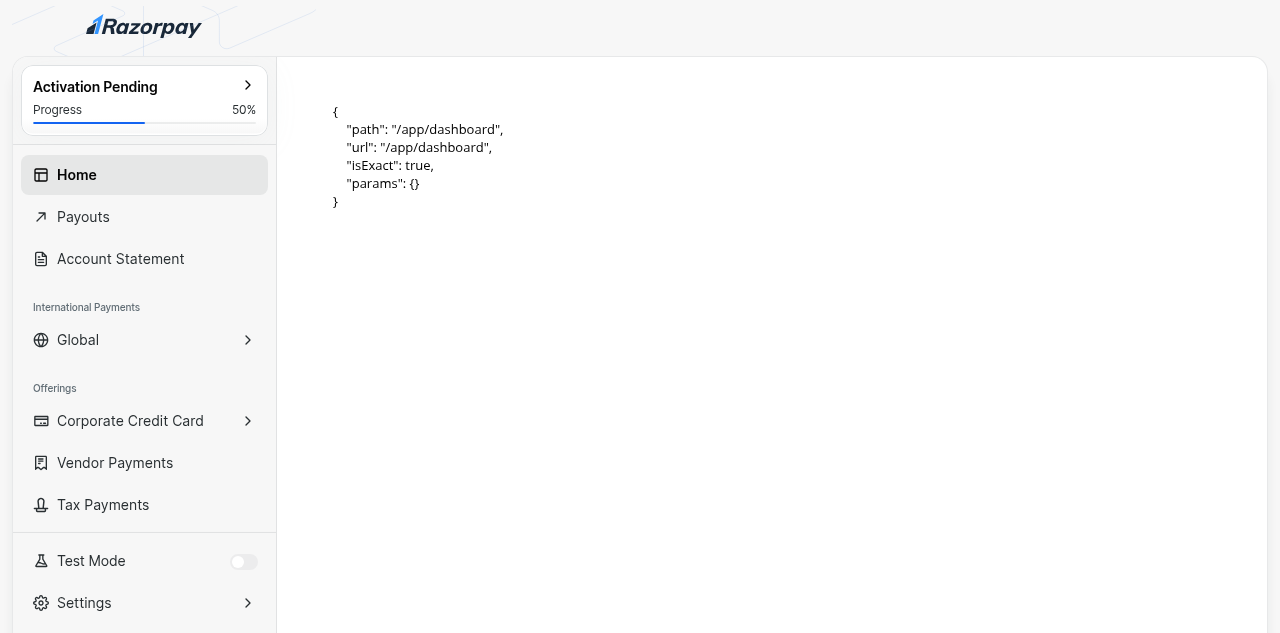 Razorpay
Activation Pending
Progress 50%
Home
Payouts
Account Statement
International Payments
Global
Offerings
Corporate Credit Card
Vendor Payments
Tax Payments
Test Mode
Settings
{
    "path": "/app/dashboard",
    "url": "/app/dashboard",
    "isExact": true,
    "params": {}
}